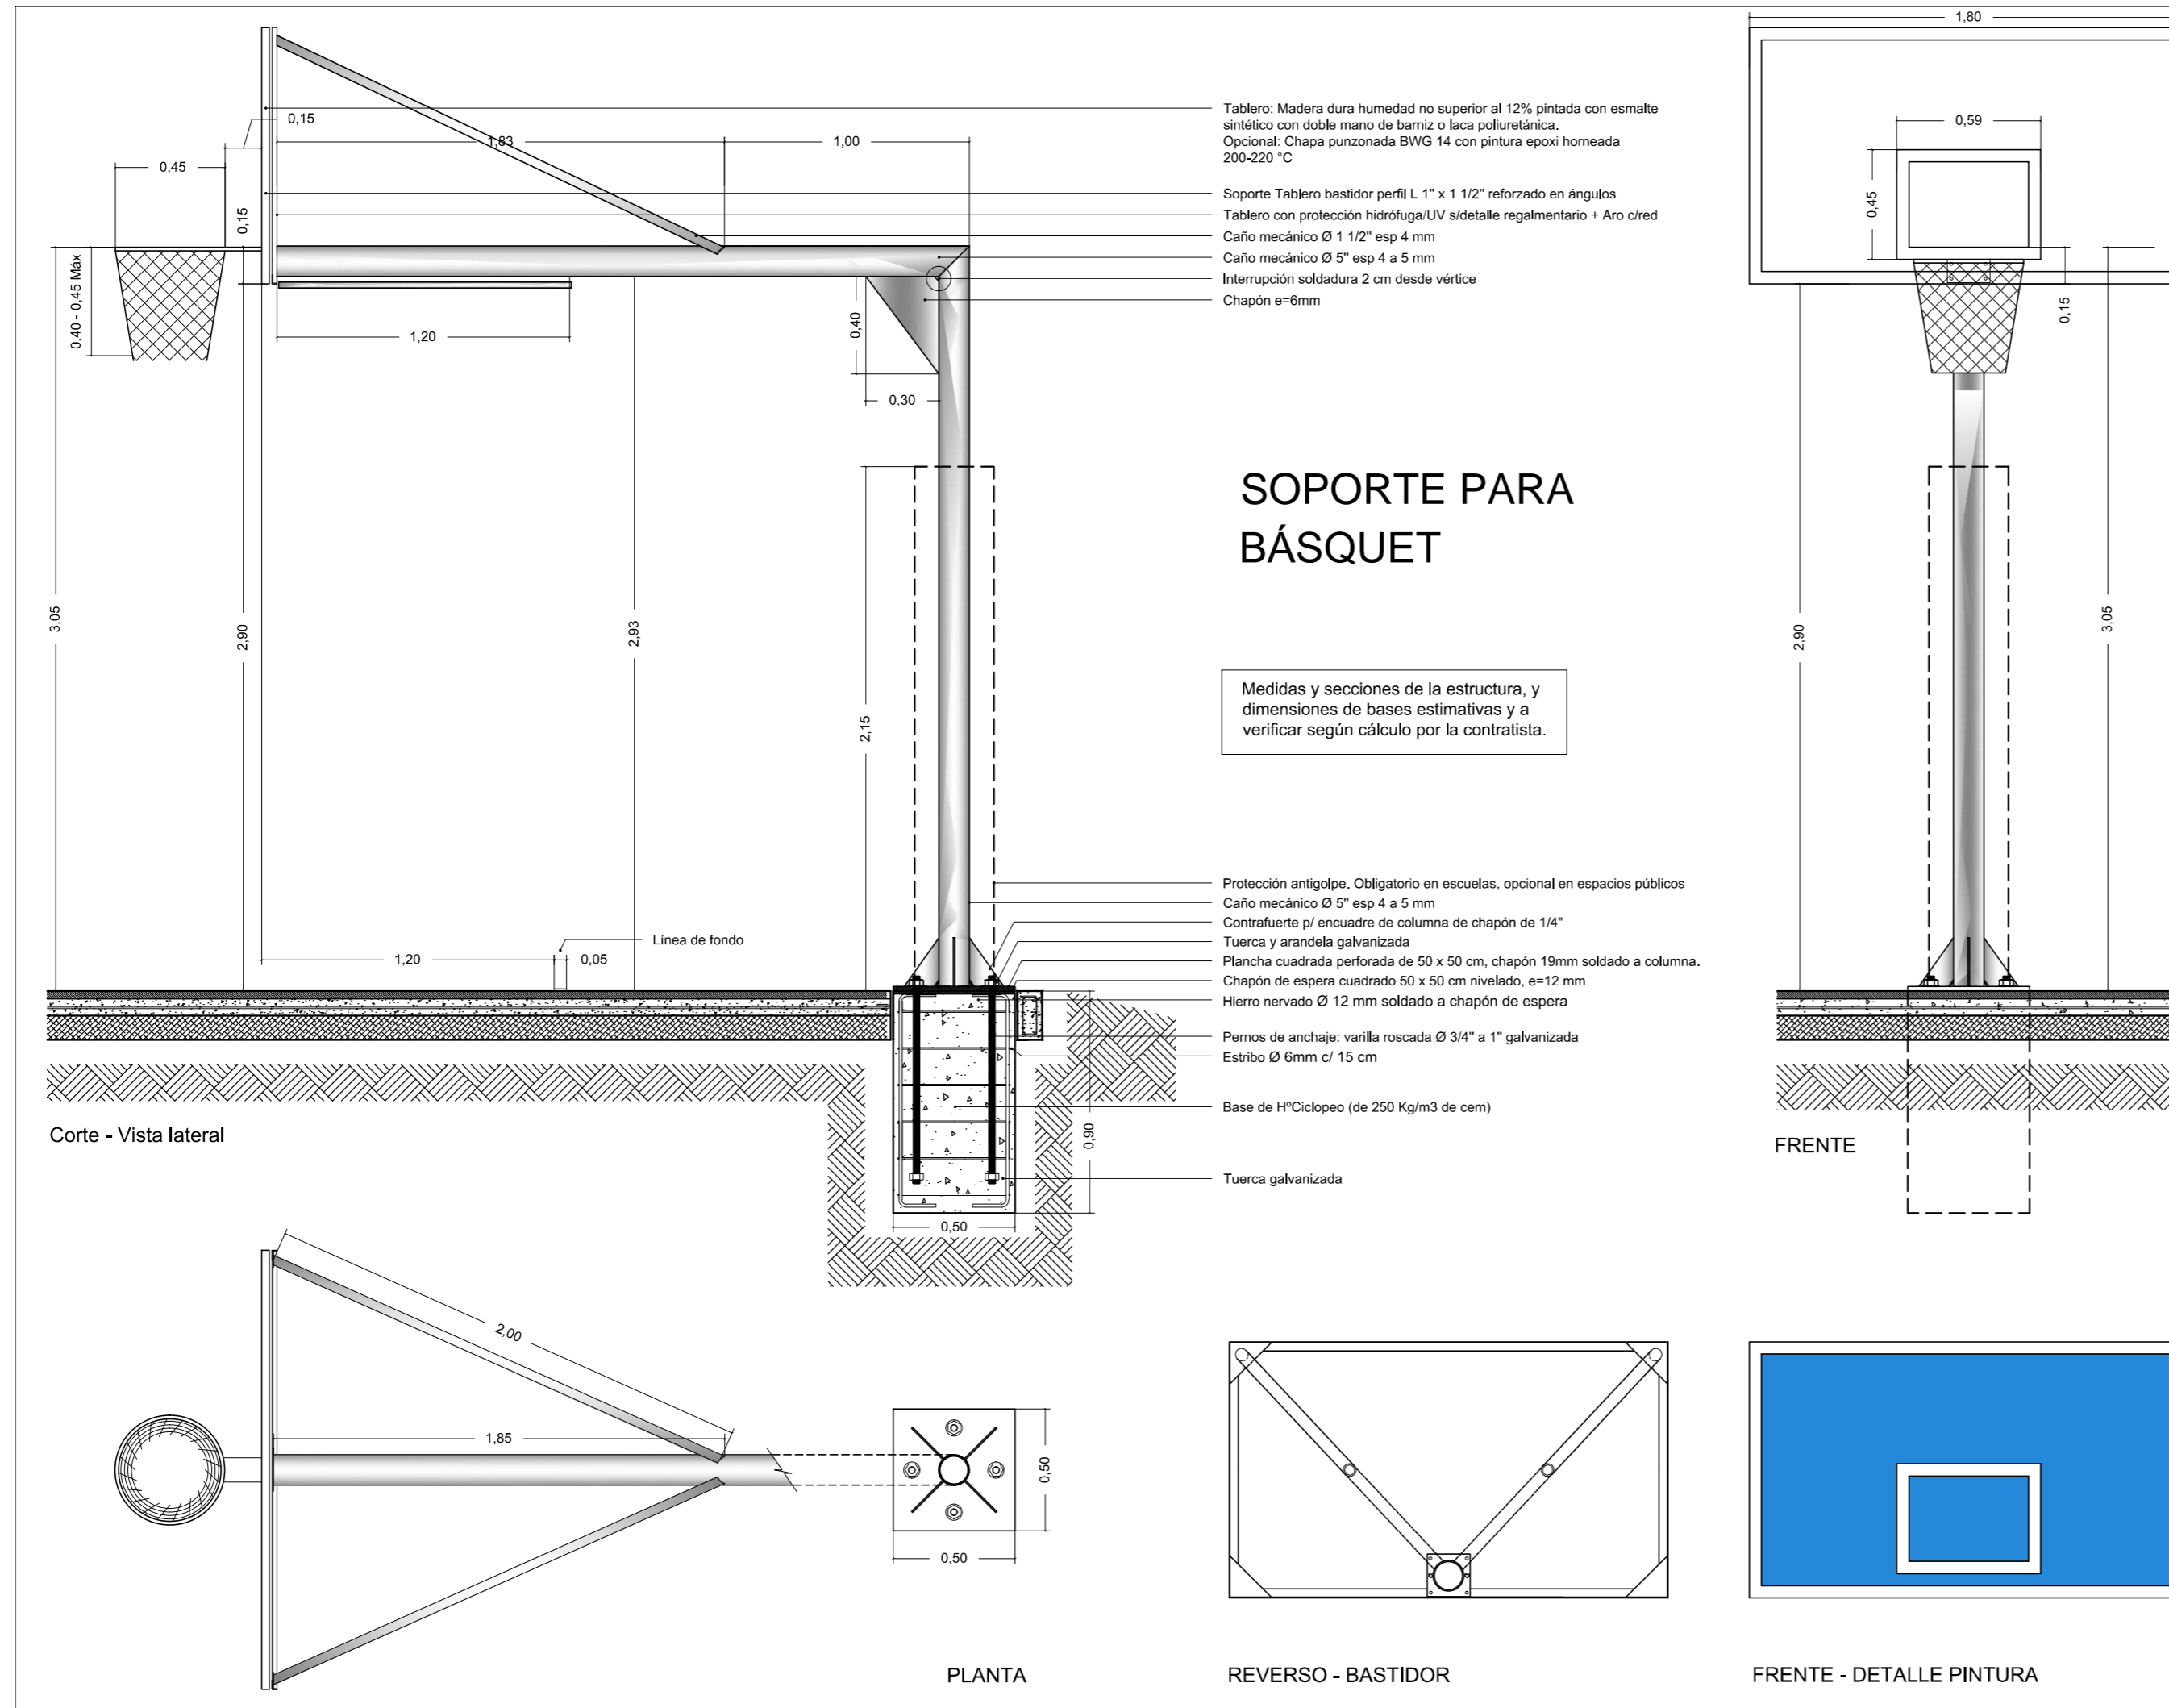 1,80
Tablero: Madera dura humedad no superior al 12% pintada con esmalte
sintético con doble mano de barniz o laca poliuretánica.
Opcional: Chapa punzonada BWG 14 con pintura epoxi horneada
200-220 °C
Soporte Tablero bastidor perfil L 1" x 1 1/2" reforzado en ángulos
Tablero con protección hidrófuga/UV s/detalle regalmentario + Aro c/red
Caño mecánico Ø 1 1/2" esp 4 mm
Caño mecánico Ø 5" esp 4 a 5 mm
Interrupción soldadura 2 cm desde vértice
Chapón e=6mm
0,15
1,83
1,00
0,45
0,15
0,40 - 0,45 Máx
1,20
0,40
0,30
3,05
2,90
2,93
2,15
0,59
0,45
0,15
2,90
3,05
SOPORTE PARA
BÁSQUET
Medidas y secciones de la estructura, y
dimensiones de bases estimativas y a
verificar según cálculo por la contratista.
Protección antigolpe. Obligatorio en escuelas, opcional en espacios públicos
Caño mecánico Ø 5" esp 4 a 5 mm
Contrafuerte p/ encuadre de columna de chapón de 1/4"
Tuerca y arandela galvanizada
Plancha cuadrada perforada de 50 x 50 cm, chapón 19mm soldado a columna.
Chapón de espera cuadrado 50 x 50 cm nivelado, e=12 mm
Hierro nervado Ø 12 mm soldado a chapón de espera
Pernos de anchaje: varilla roscada Ø 3/4" a 1" galvanizada
Estribo Ø 6mm c/ 15 cm
Base de HºCiclopeo (de 250 Kg/m3 de cem)
Tuerca galvanizada
Línea de fondo
1,20
0,05
0,90
0,50
Corte - Vista lateral
FRENTE
2,00
1,85
0,50
0,50
PLANTA
REVERSO - BASTIDOR
FRENTE - DETALLE PINTURA